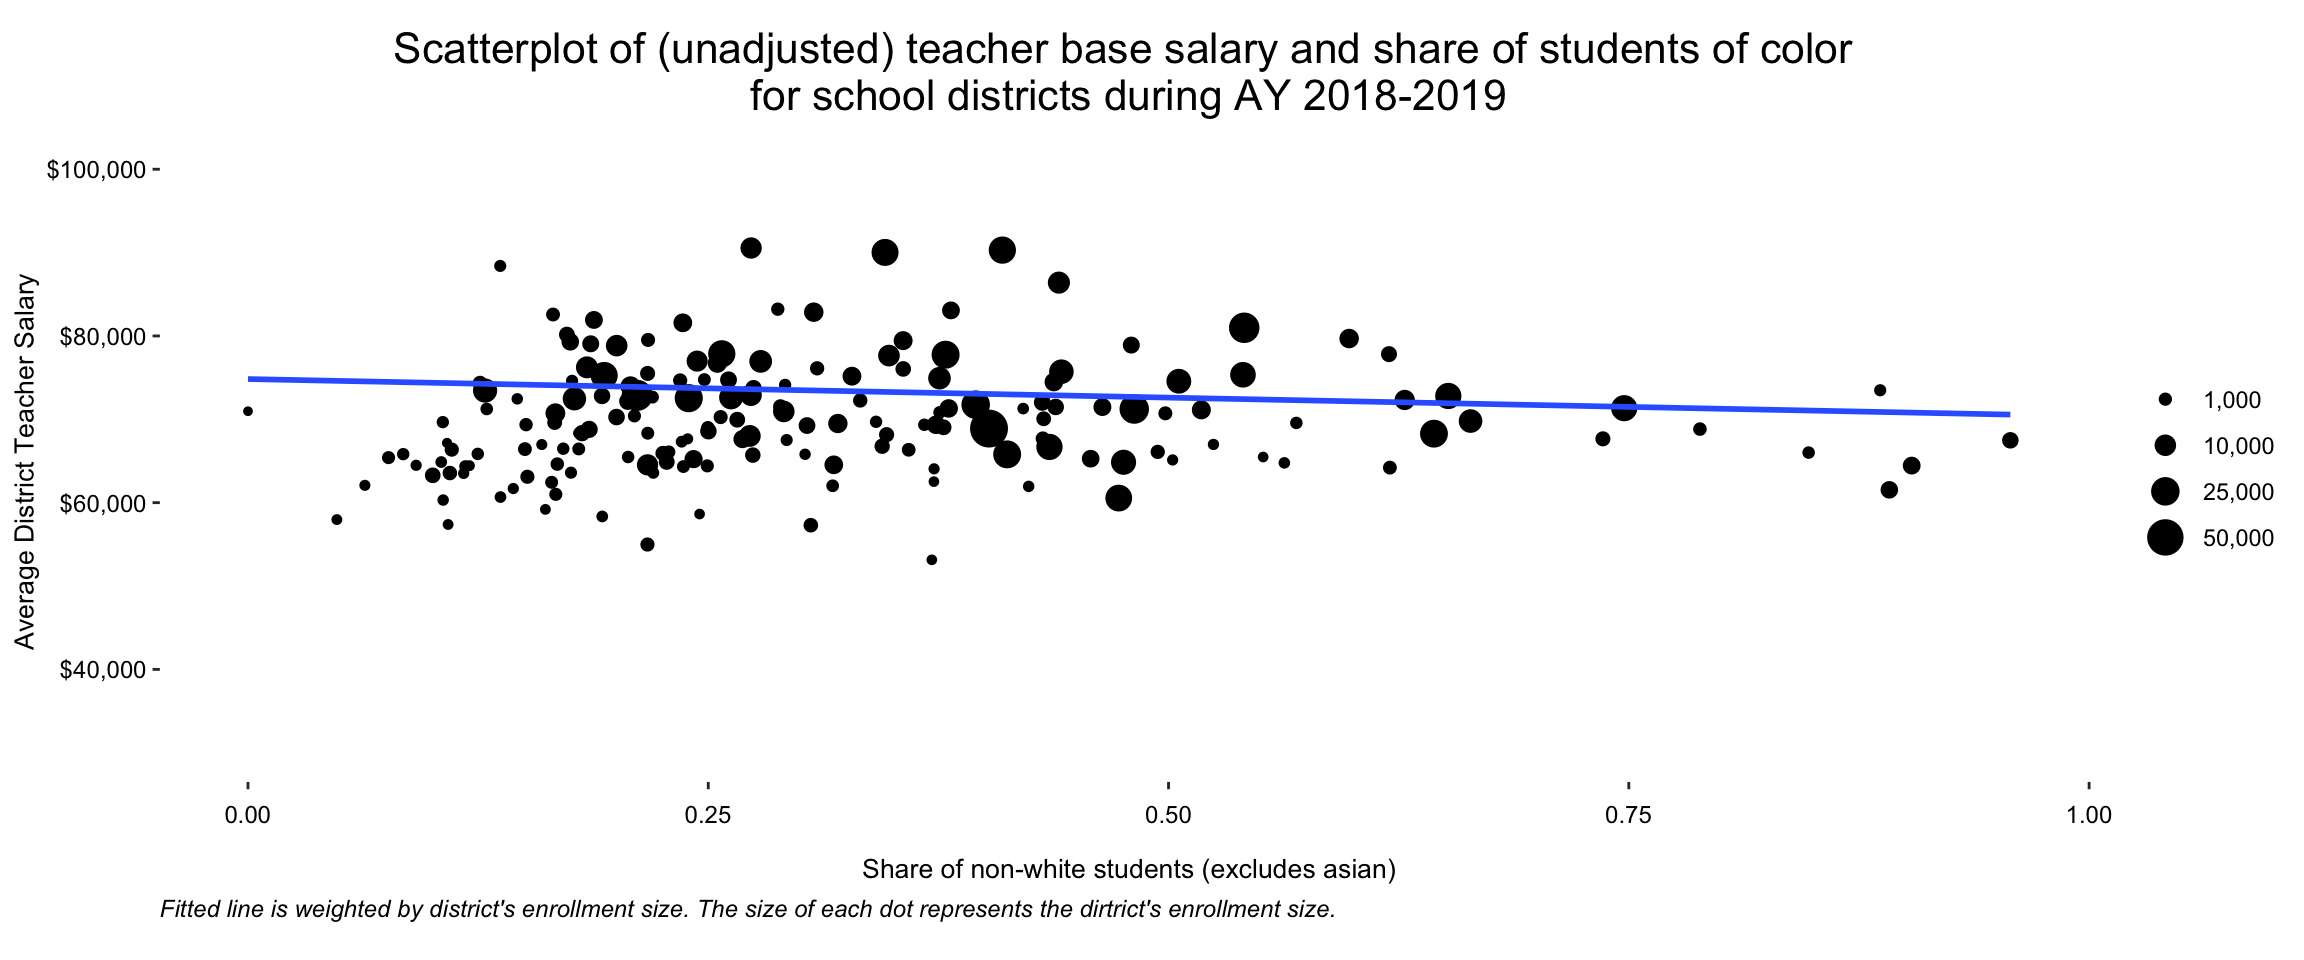 Scatterplot of (unadjusted) teacher base salary and share of students of color
for school districts during AY 2018-2019
$100,000
$80,000
$60,000
$40,000
Average District Teacher Salary
1,000
10,000
25,000
50,000
0.00
0.25
0.50
0.75
1.00
Share of non-white students (excludes asian)
Fitted line is weighted by district's enrollment size. The size of each dot represents the dirtrict's enrollment size.